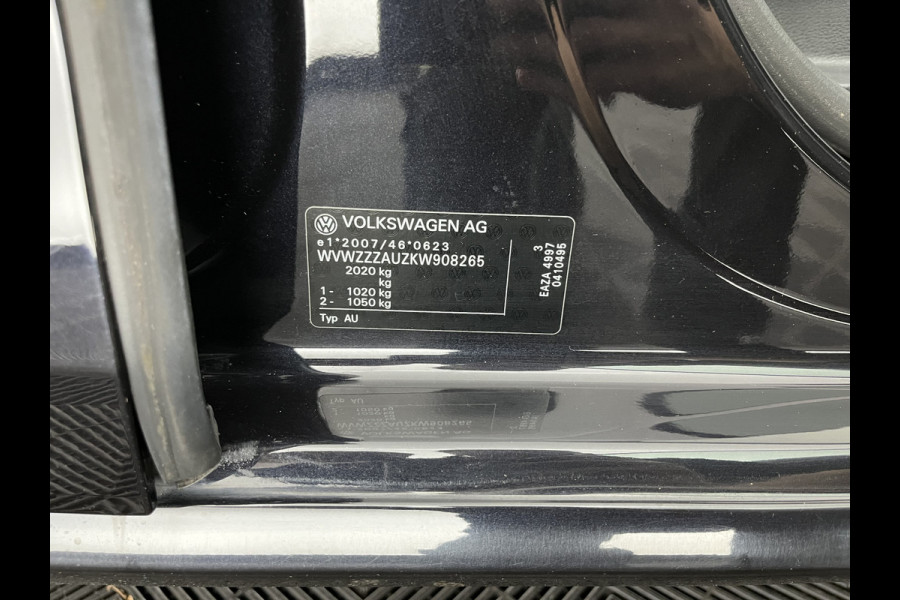 VOLKSWAGEN AG
e1*2007/46*0623
WVWZZZAUZKW908265
2020 kg
kg
1- 1020 kg
2- 1050 kg
Typ AU
3
EAZA 4997
0410495